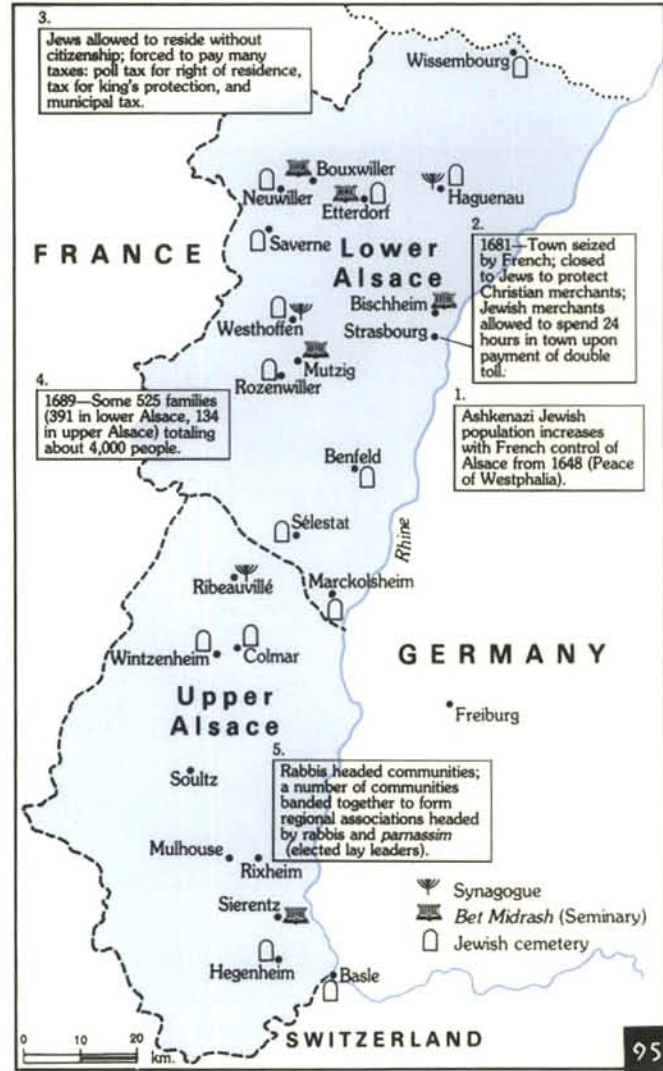 3.
Jews allowed to reside without
citizenship; forced to pay many
taxes: poll tax for right of residence,
tax for king's protection, and
municipal tax.
Wissembourg
Bouxwiller
Neuwiller
Etterdorf
Haguenau
FRANCE
Saverne
Lower
Alsace
2.
1681—Town seized
by French; closed
to Jews to protect
Christian merchants;
Jewish merchants
allowed to spend 24
hours in town upon
payment of double
toll.
Bischheim
Strasbourg
Westhoffen
Mutzig
Rozenwiller
4.
1689—Some 525 families
(391 in lower Alsace, 134
in upper Alsace) totaling
about 4,000 people.
1.
Ashkenazi Jewish
population increases
with French control of
Alsace from 1648 (Peace
of Westphalia).
Benfeld
Sélestat
Rhine
Ribeauvillé
Marckolsheim
Wintzenheim
Colmar
GERMANY
Upper
Alsace
Freiburg
Soultz
5.
Rabbis headed communities;
a number of communities
banded together to form
regional associations headed
by rabbis and parnassim
(elected lay leaders).
Mulhouse
Rixheim
Sierentz
Synagogue
Bet Midrash (Seminary)
Jewish cemetery
Hegenheim
Basle
SWITZERLAND
0 10 20
km.
95